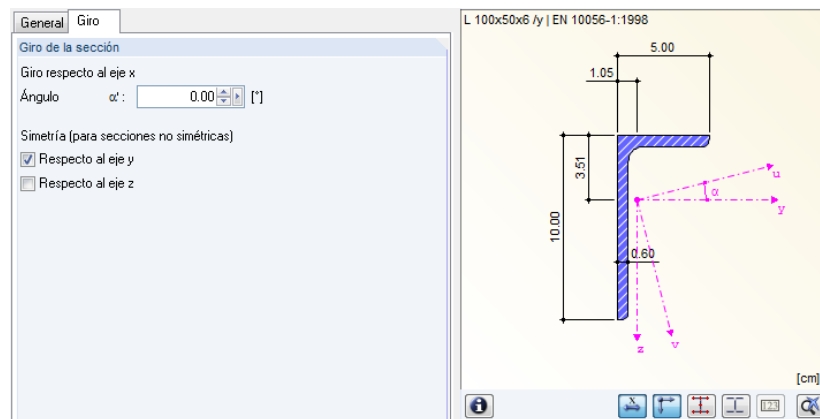 General Giro
Giro de la sección
Giro respecto al eje x
Ángulo α': 0.00 [°]
Simetría (para secciones no simétricas)
Respecto al eje y
Respecto al eje z
L 100x50x6 /y | EN 10056-1:1998
5.00
1.05
3.51
10.00
0.60
u
α
y
z
v
[cm]
x
123